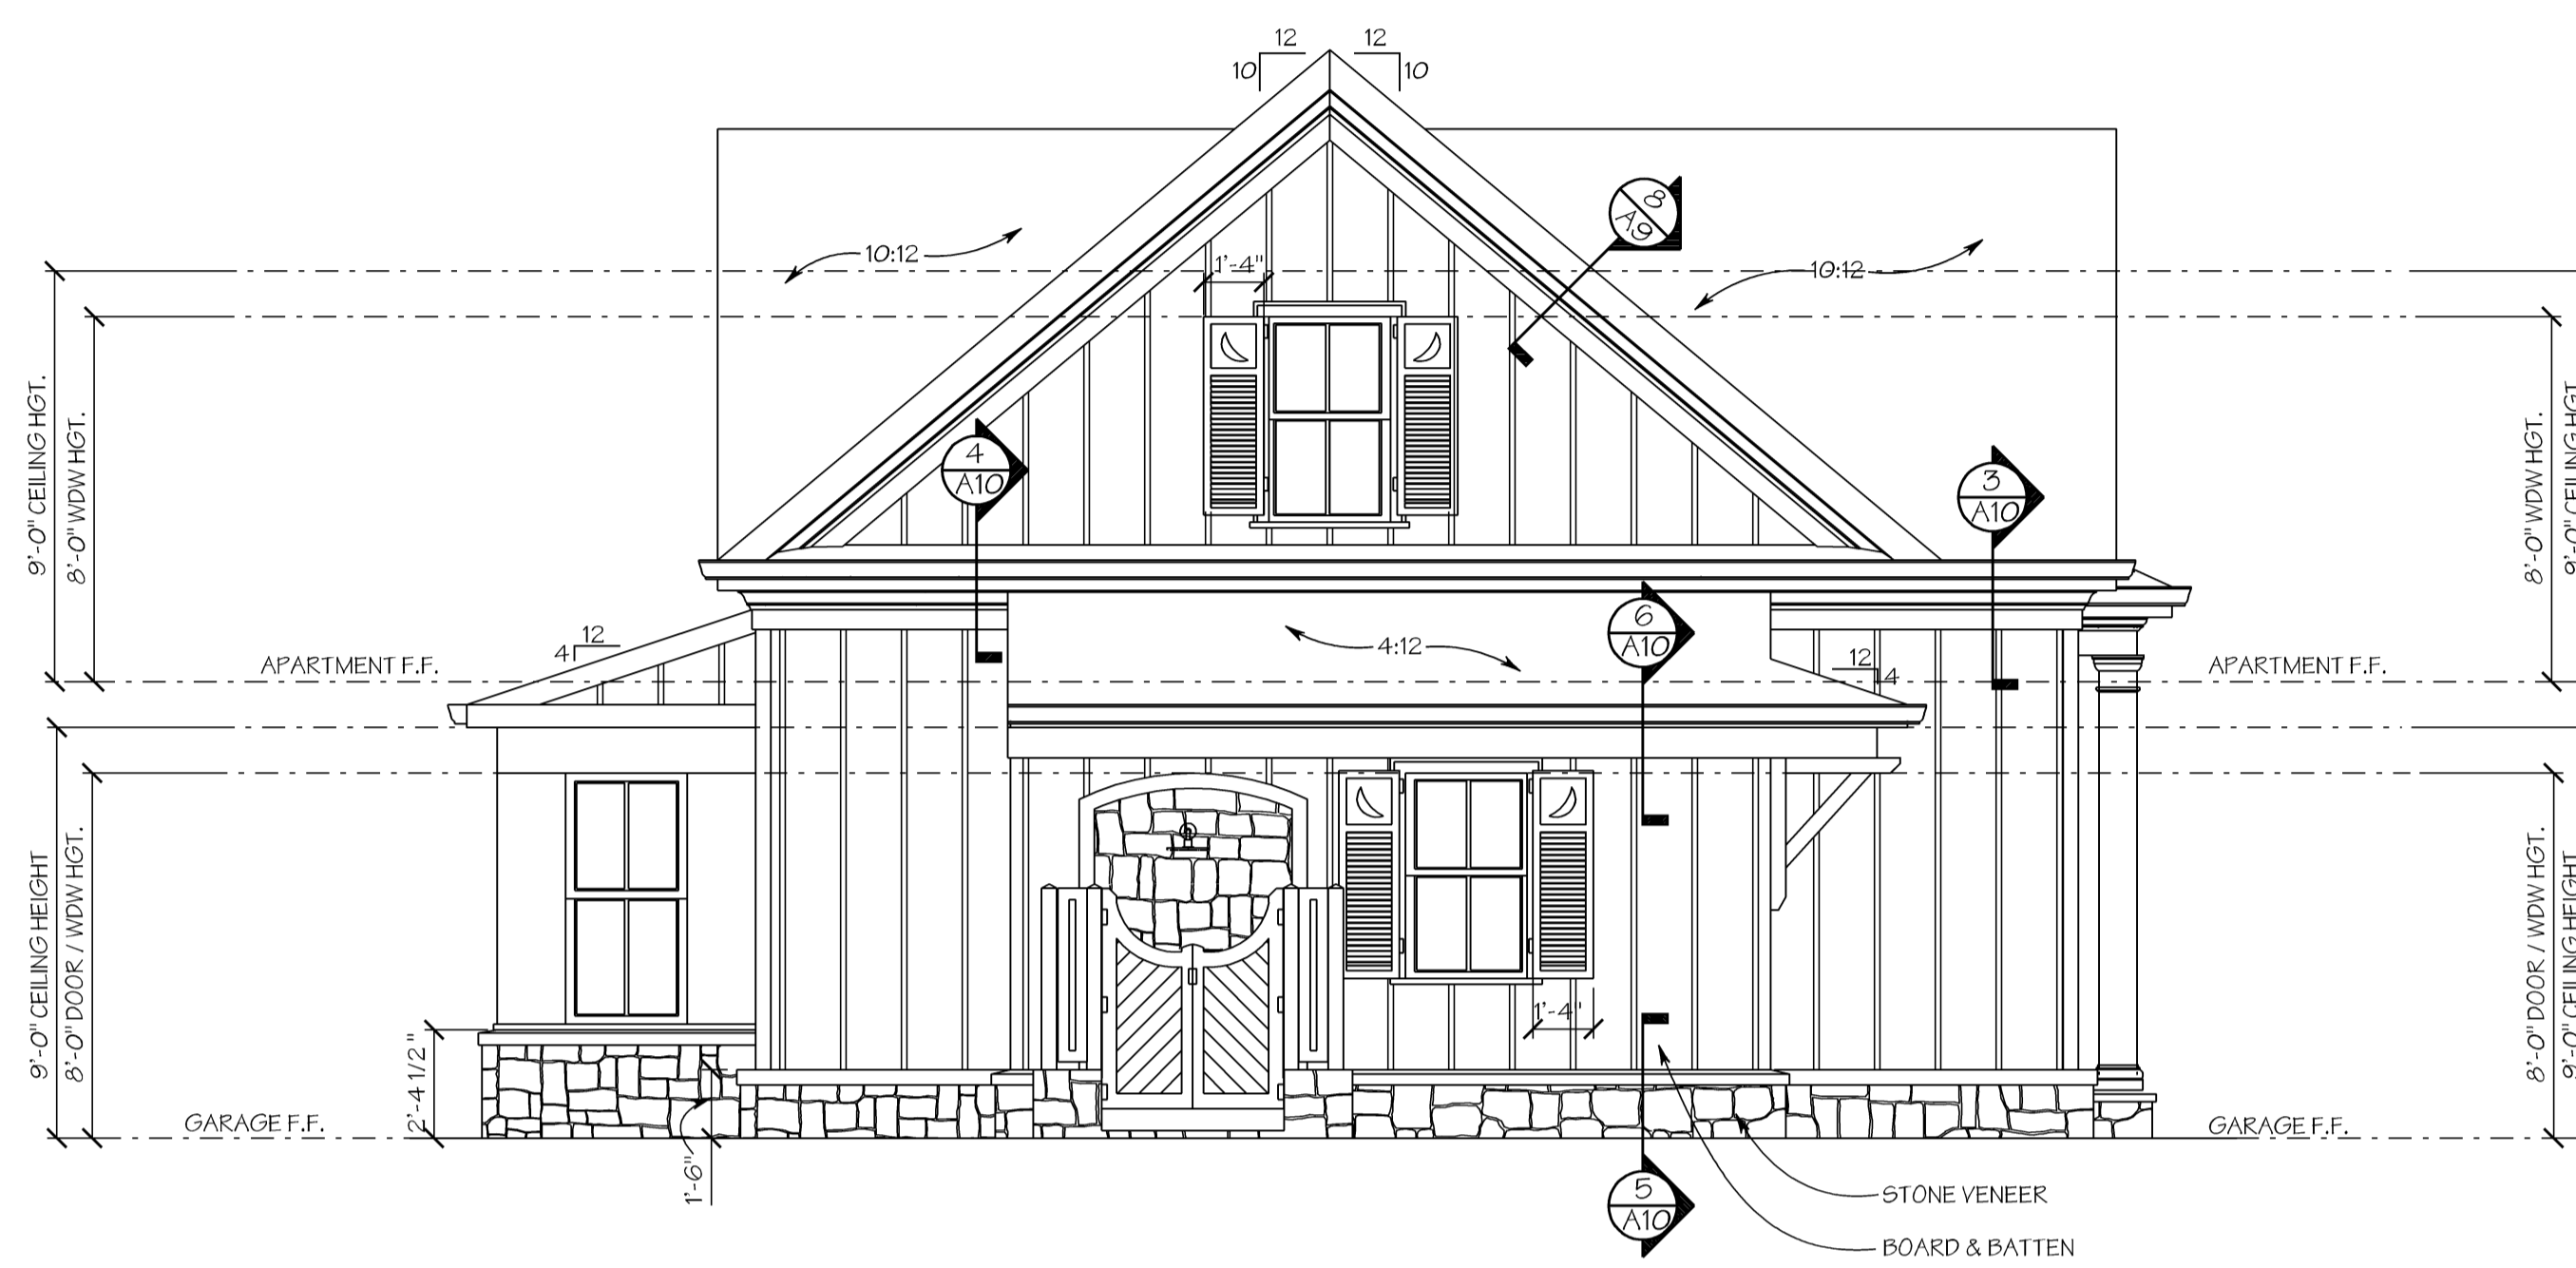 12
12
10
10
8
A9
10:12
1'-4"
10:12
9'-0" CEILING HGT.
8'-0" WDW HGT.
4
A10
3
A10
8'-0" WDW HGT.
9'-0" CEILING HGT.
12
4
4:12
6
A10
12
4
APARTMENT F.F.
APARTMENT F.F.
9'-0" CEILING HEIGHT
8'-0" DOOR / WDW HGT.
2'-4 1/2"
1'-4"
8'-0" DOOR / WDW HGT.
9'-0" CEILING HEIGHT
GARAGE F.F.
GARAGE F.F.
1'-6"
5
A10
STONE VENEER
BOARD & BATTEN